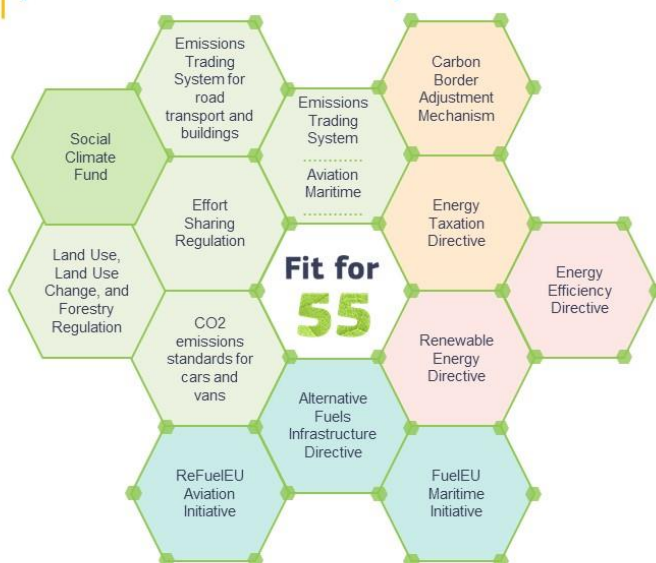 Emissions
Trading
System for
road
transport and
buildings
Carbon
Border
Adjustment
Mechanism
Emissions
Trading
System
Aviation
Maritime
Social
Climate
Fund
Effort
Sharing
Regulation
Energy
Taxation
Directive
Land Use,
Land Use
Change, and
Forestry
Regulation
Fit for
55
Energy
Efficiency
Directive
CO2
emissions
standards for
cars and
vans
Renewable
Energy
Directive
Alternative
Fuels
Infrastructure
Directive
ReFuelEU
Aviation
Initiative
FuelEU
Maritime
Initiative